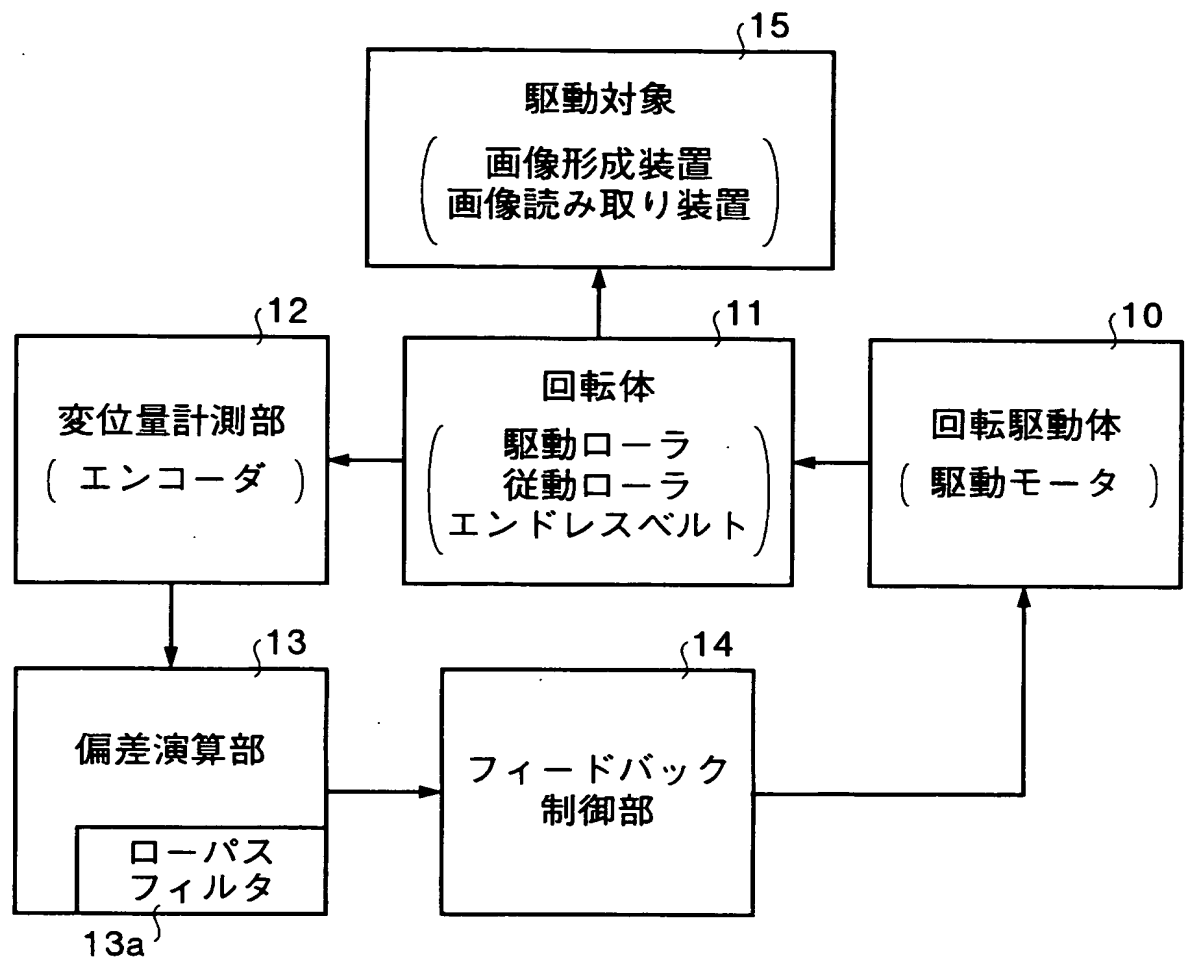 15
駆動対象
(画像形成装置
画像読み取り装置)
12
変位量計測部
(エンコーダ)
11
回転体
(駆動ローラ
従動ローラ
エンドレスベルト)
10
回転駆動体
(駆動モータ)
13
偏差演算部
ローパス
フィルタ
13a
14
フィードバック
制御部